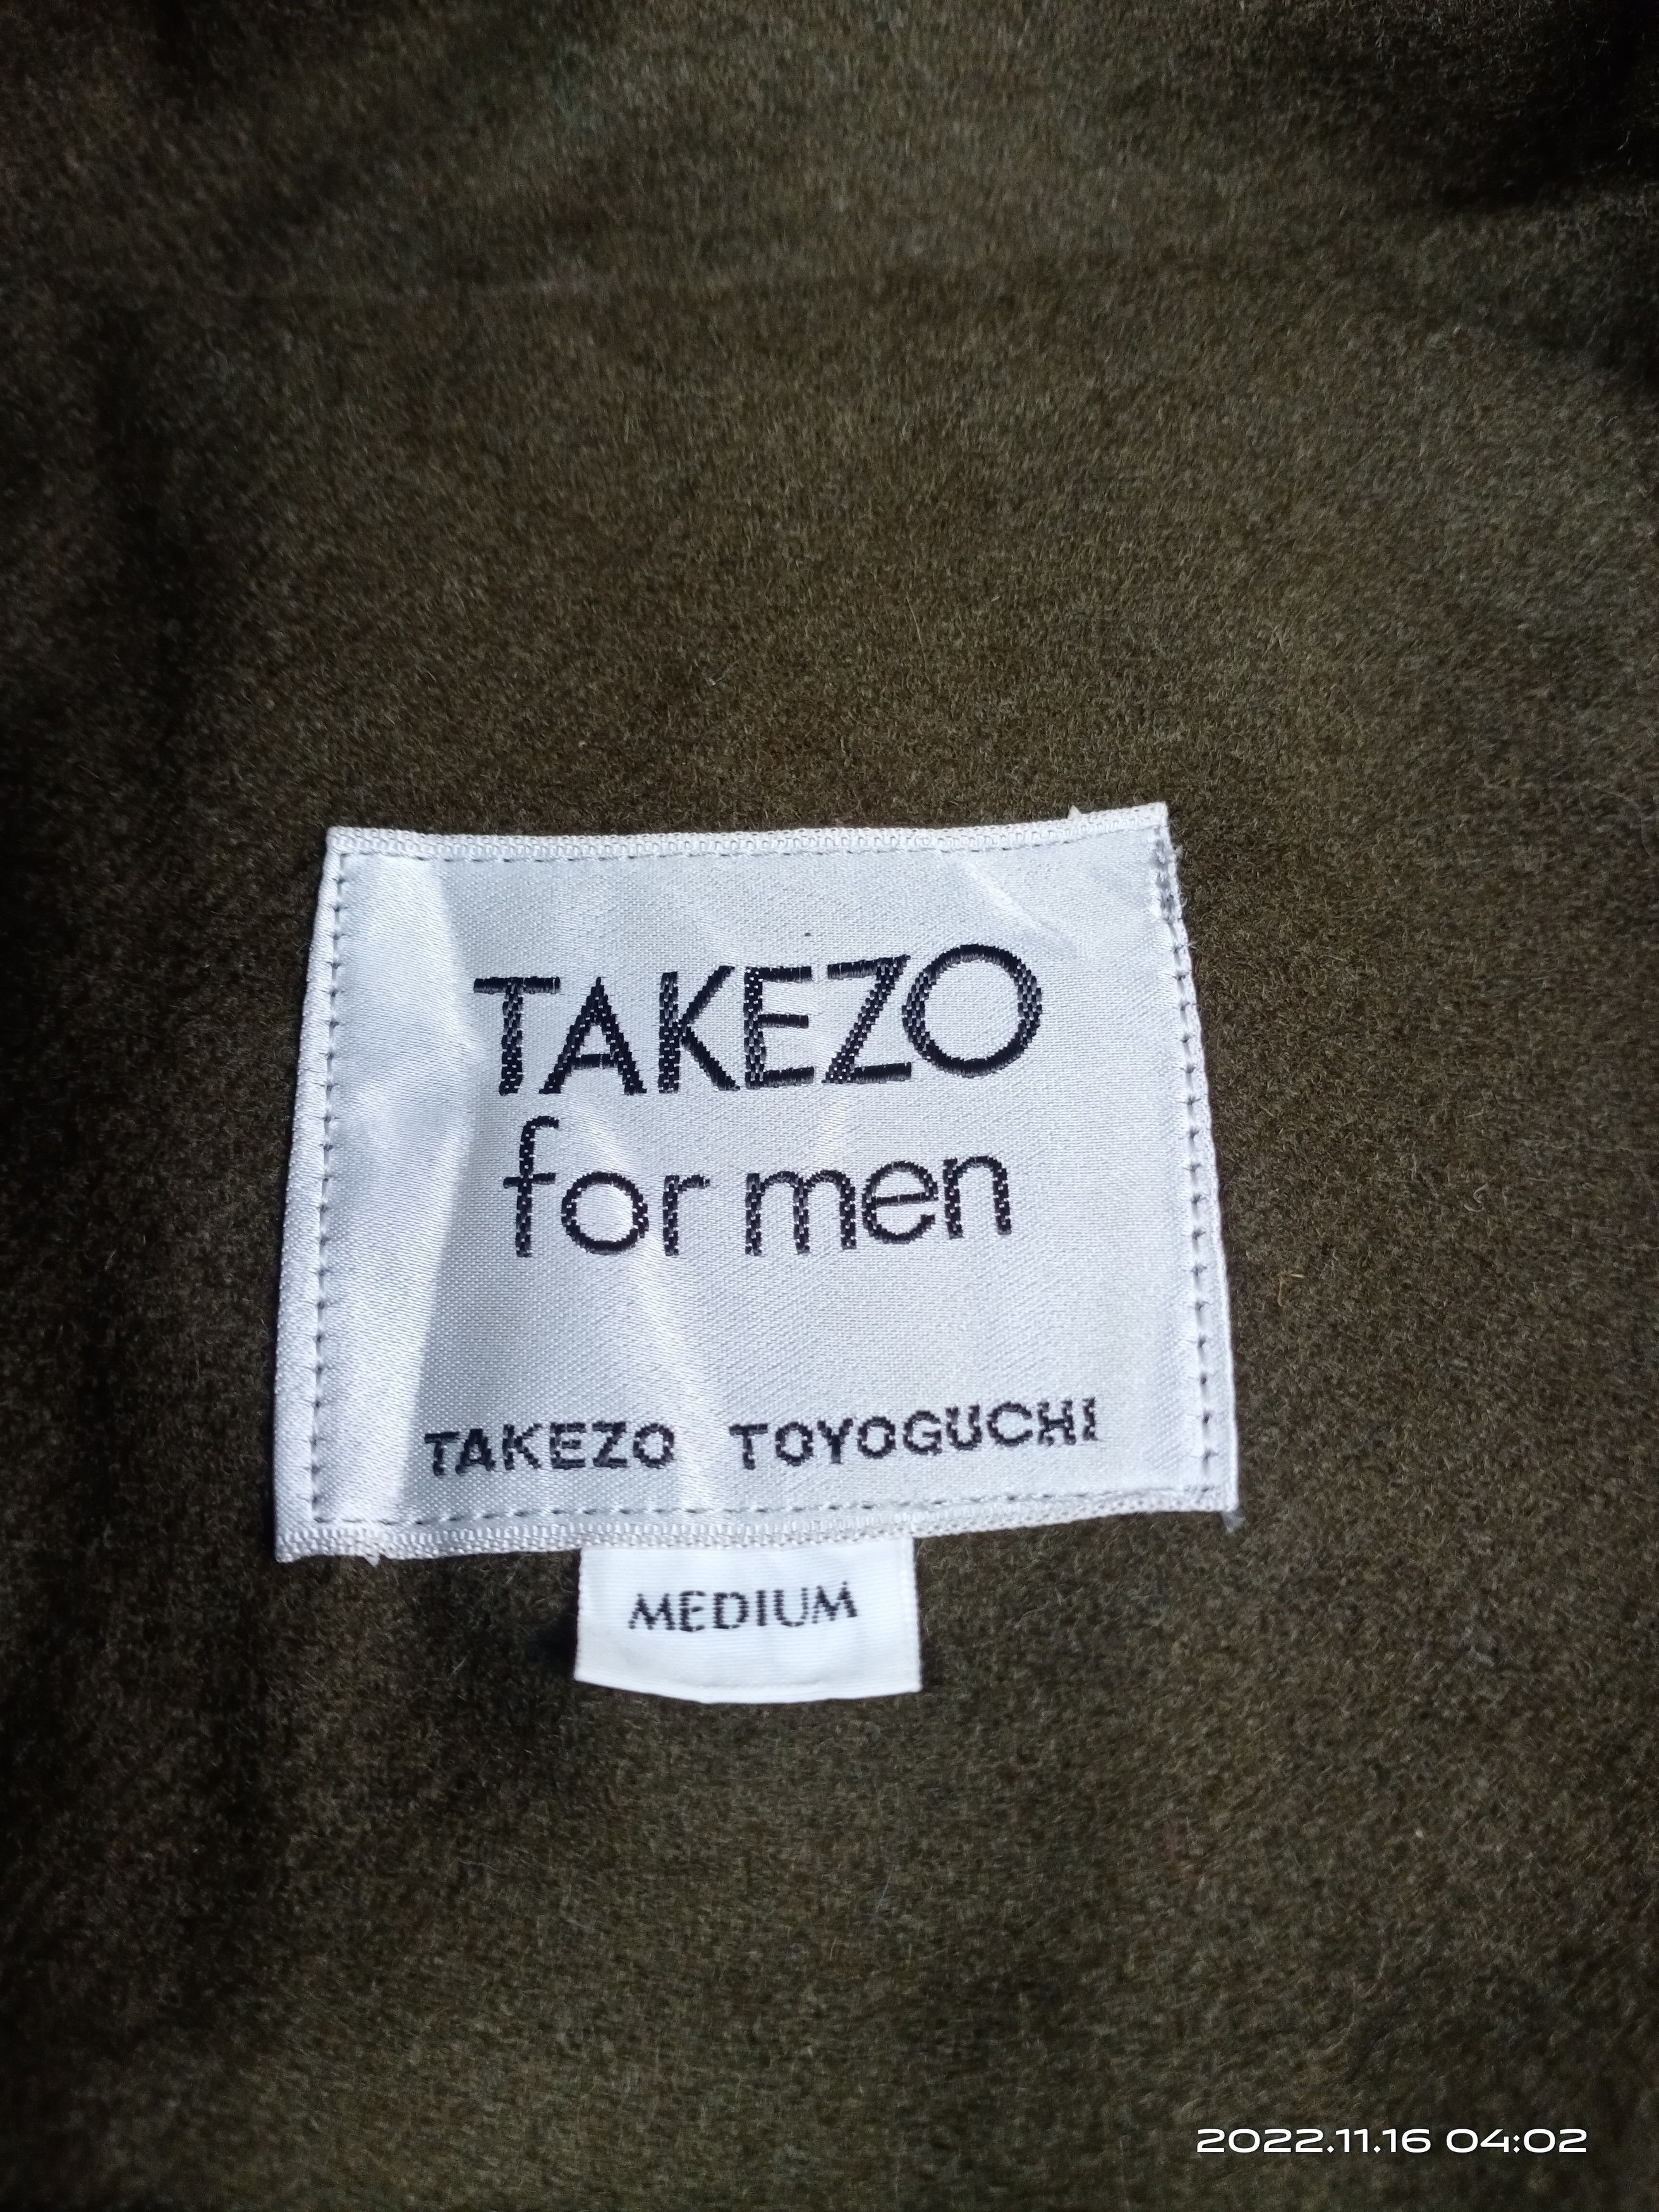 TAKEZO
for men
TAKEZO TOYOGUCHI
MEDIUM
2022.11.16 04:02